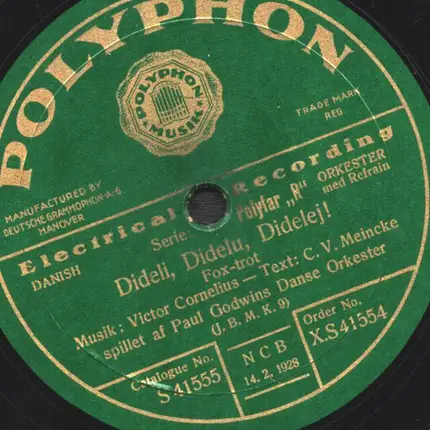 POLYPHON
POLYPHON
MUSIK
TRADE MARK
REG.
MANUFACTURED BY
DEUTSCHE GRAMMOPHON-A-G.
HANOVER
Electrical Recording
DANISH
Serie Polyfar „R" ORKESTER
med Refrain
Dideli, Didelu, Didelej!
Fox-trot
Musik: Victor Cornelius — Text: C. V. Meincke
spillet af Paul Godwins Danse Orkester
(I. B. M. K. 9)
Catalogue No.
S 41555
N C B
14. 2. 1928
Order No.
X.S 41554